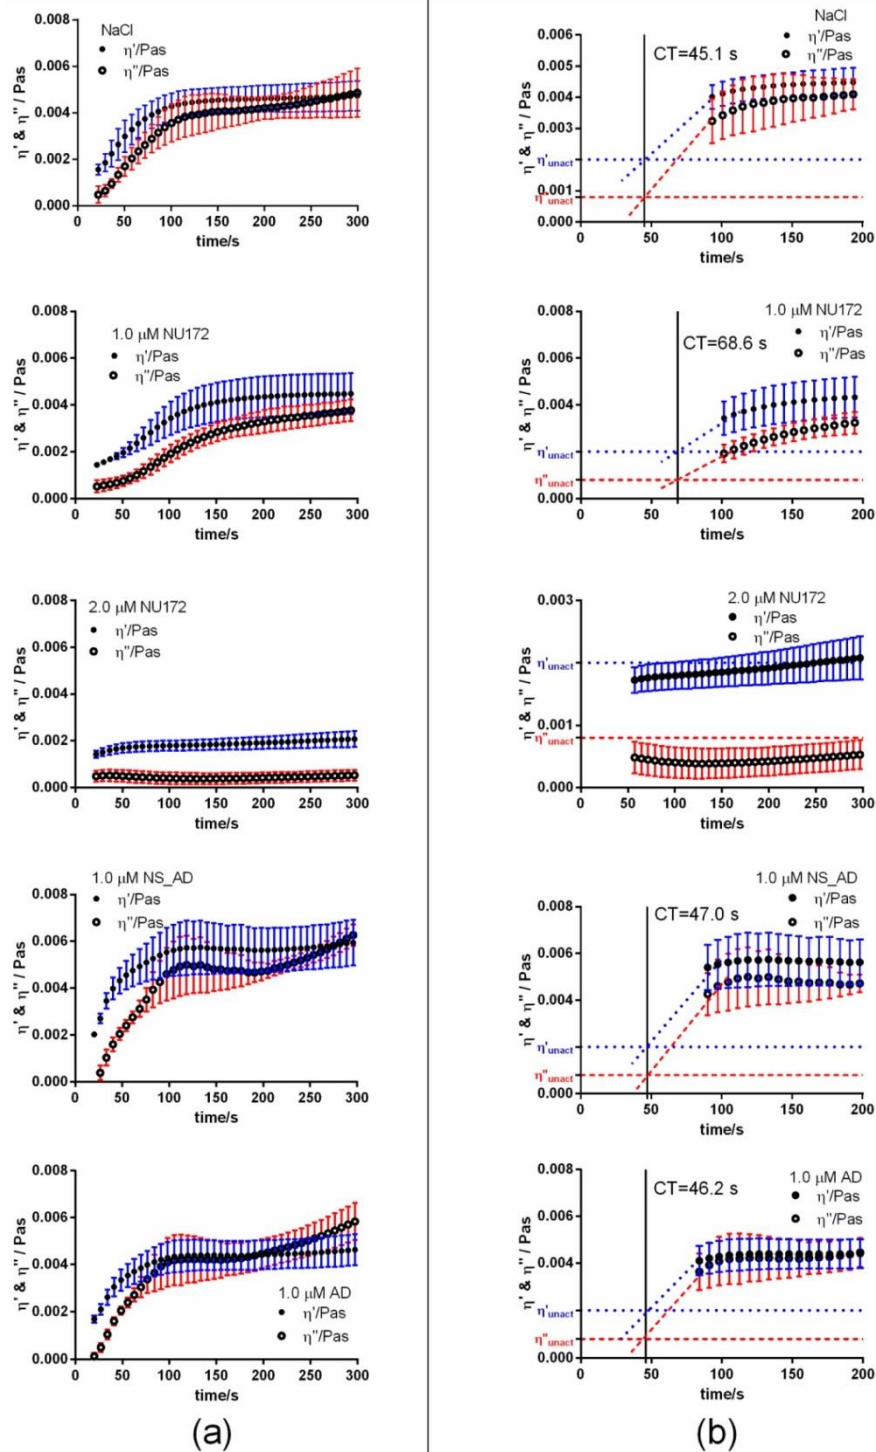 NaCl
η'/Pas
η"/Pas
η' & η" / Pas
0.008
0.006
0.004
0.002
0.000
0 50 100 150 200 250 300
time/s
1.0 μM NU172
η'/Pas
η"/Pas
η' & η" / Pas
0.008
0.006
0.004
0.002
0.000
0 50 100 150 200 250 300
time/s
2.0 μM NU172
η'/Pas
η"/Pas
η' & η" / Pas
0.008
0.006
0.004
0.002
0.000
0 50 100 150 200 250 300
time/s
1.0 μM NS_AD
η'/Pas
η"/Pas
η' & η" / Pas
0.008
0.006
0.004
0.002
0.000
0 50 100 150 200 250 300
time/s
1.0 μM AD
η'/Pas
η"/Pas
η' & η" / Pas
0.008
0.006
0.004
0.002
0.000
0 50 100 150 200 250 300
time/s
(a)
NaCl
η'/Pas
η"/Pas
CT=45.1 s
η' & η" / Pas
0.006
0.004
0.003
η'unact
0.001
η"unact
0.000
0 50 100 150 200
time/s
1.0 μM NU172
η'/Pas
η"/Pas
CT=68.6 s
η' & η" / Pas
0.008
0.006
0.004
η'unact
η"unact
0.000
0 50 100 150 200
time/s
2.0 μM NU172
η'/Pas
η"/Pas
η' & η" / Pas
0.003
η'unact
0.001
η"unact
0.000
0 50 100 150 200 250 300
time/s
1.0 μM NS_AD
η'/Pas
η"/Pas
CT=47.0 s
η' & η" / Pas
0.008
0.006
0.004
η'unact
η"unact
0.000
0 50 100 150 200
time/s
1.0 μM AD
η'/Pas
η"/Pas
CT=46.2 s
η' & η" / Pas
0.008
0.006
0.004
η'unact
η"unact
0.000
0 50 100 150 200
time/s
(b)